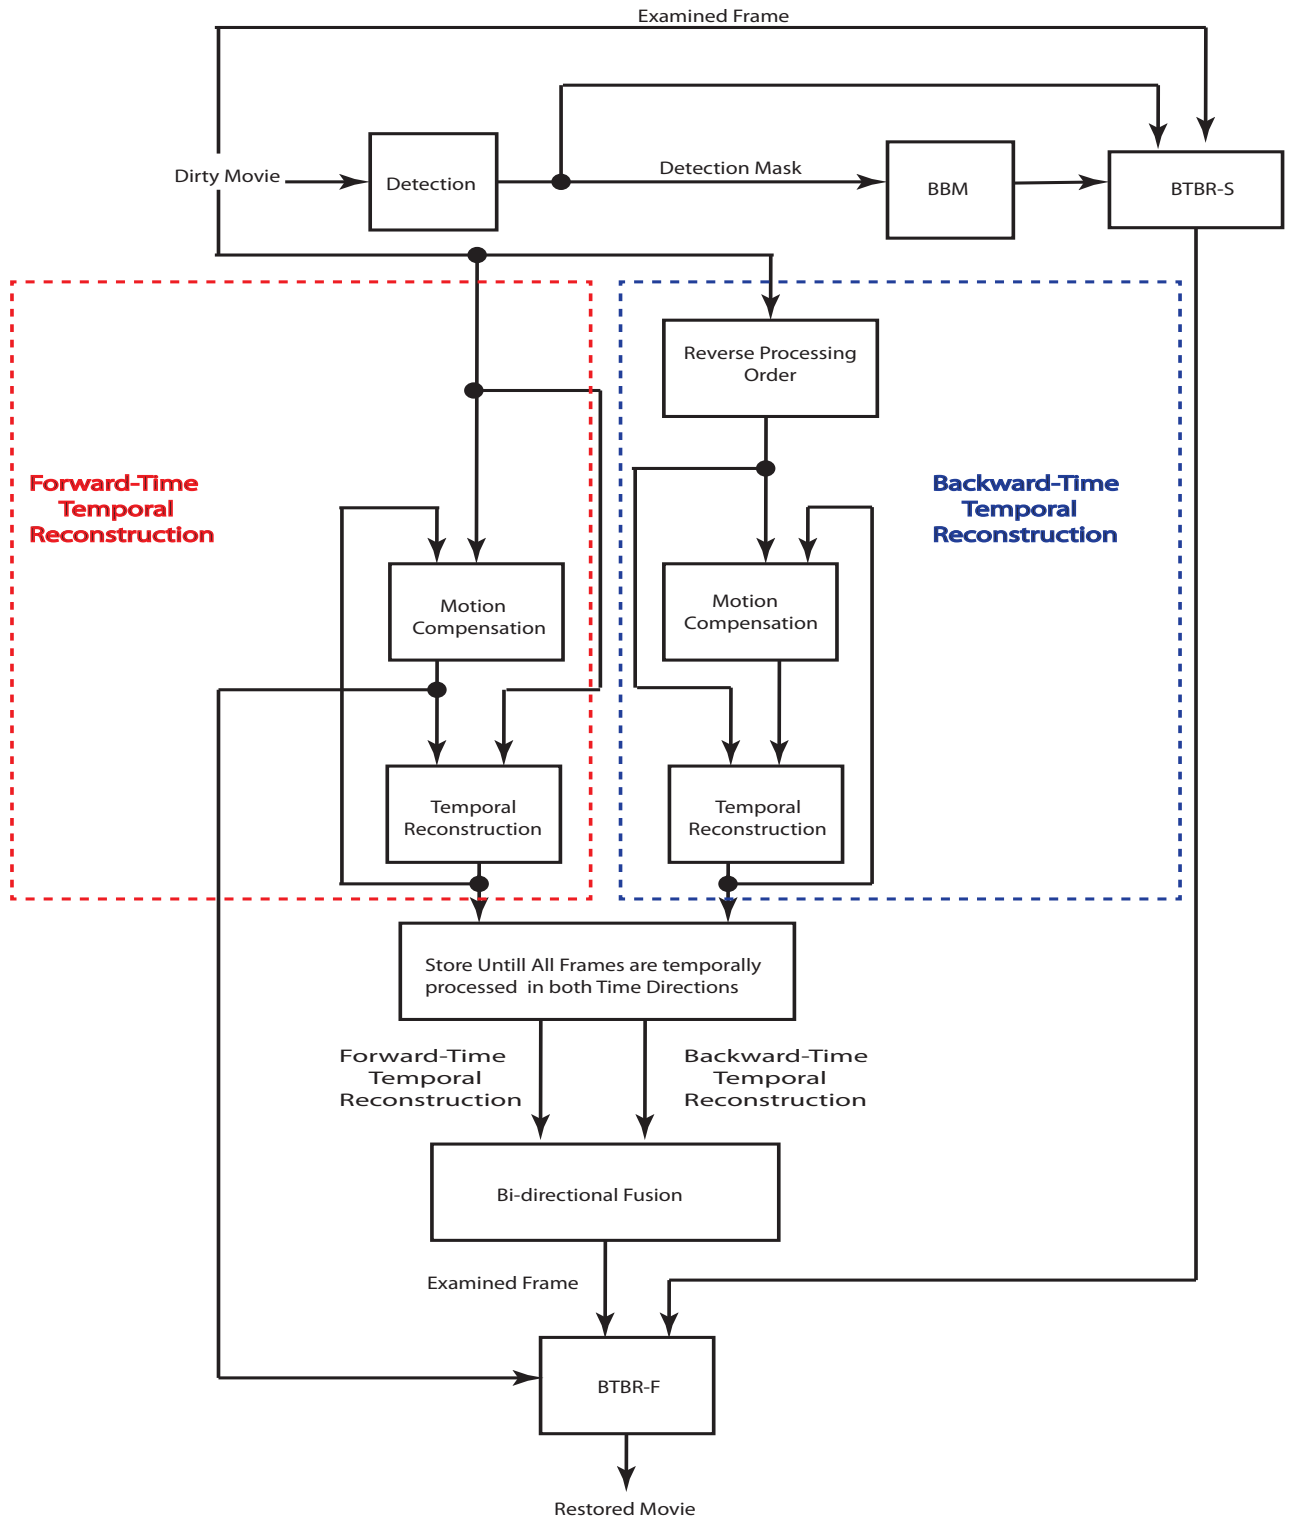 Examined Frame
Dirty Movie
Detection
Detection Mask
BBM
BTBR-S
Reverse Processing
Order
Forward-Time
Temporal
Reconstruction
Backward-Time
Temporal
Reconstruction
Motion
Compensation
Motion
Compensation
Temporal
Reconstruction
Temporal
Reconstruction
Store Untill All Frames are temporally
processed in both Time Directions
Forward-Time
Temporal
Reconstruction
Backward-Time
Temporal
Reconstruction
Bi-directional Fusion
Examined Frame
BTBR-F
Restored Movie